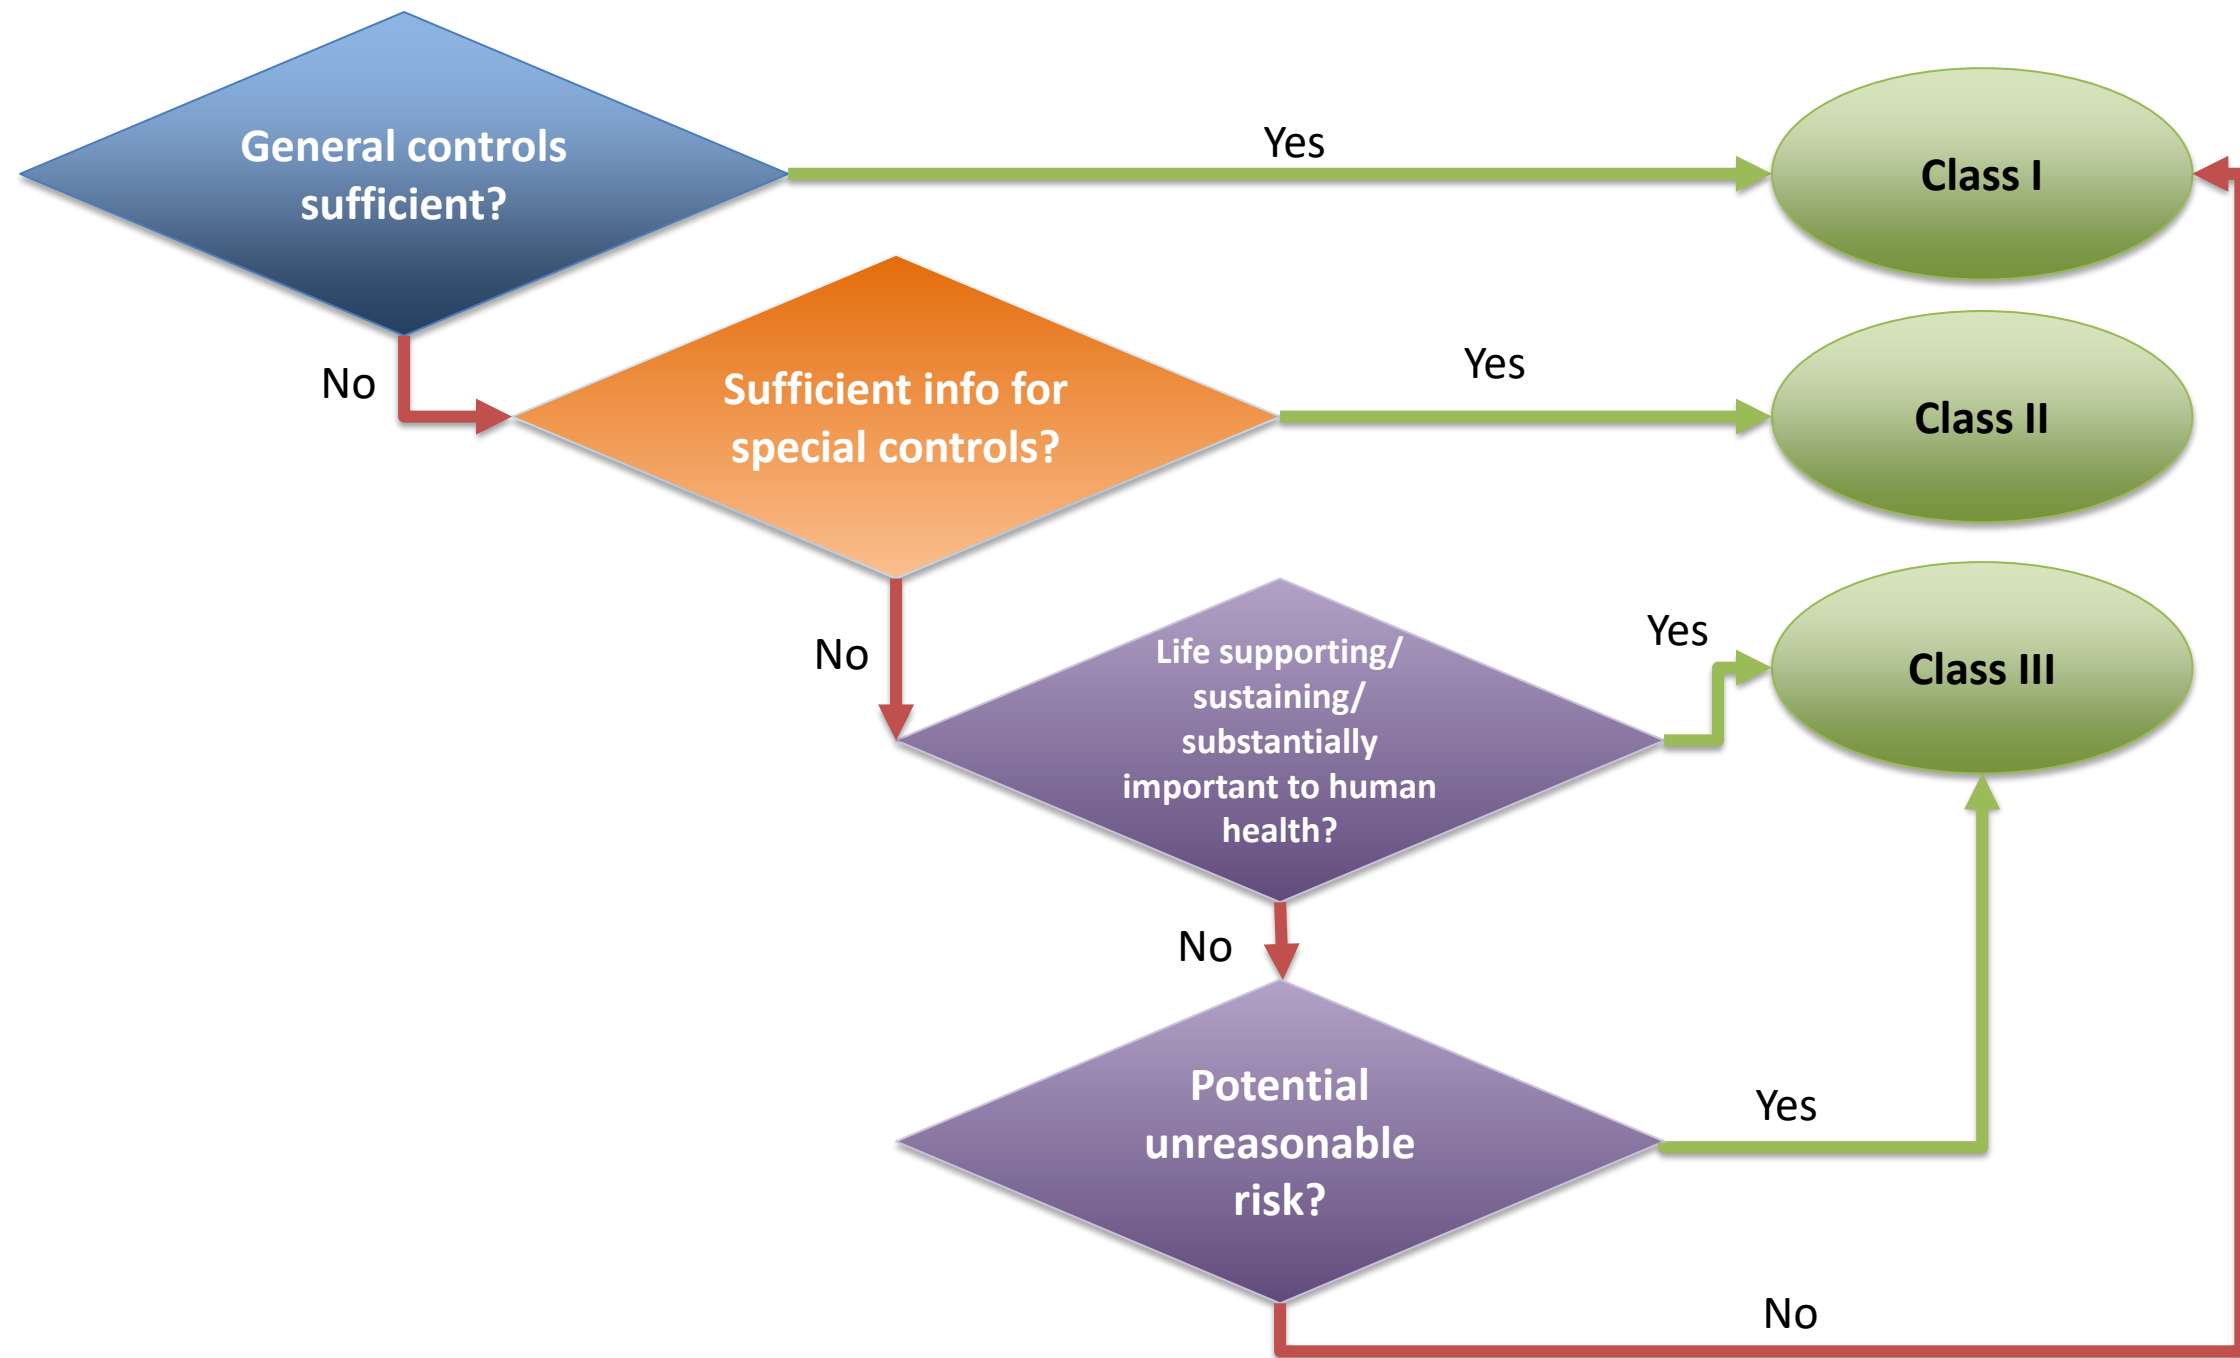 General controls
sufficient?
Yes
Class I
No
Sufficient info for
special controls?
Yes
Class II
No
Life supporting/
sustaining/
substantially
important to human
health?
Yes
Class III
No
Potential
unreasonable
risk?
Yes
No